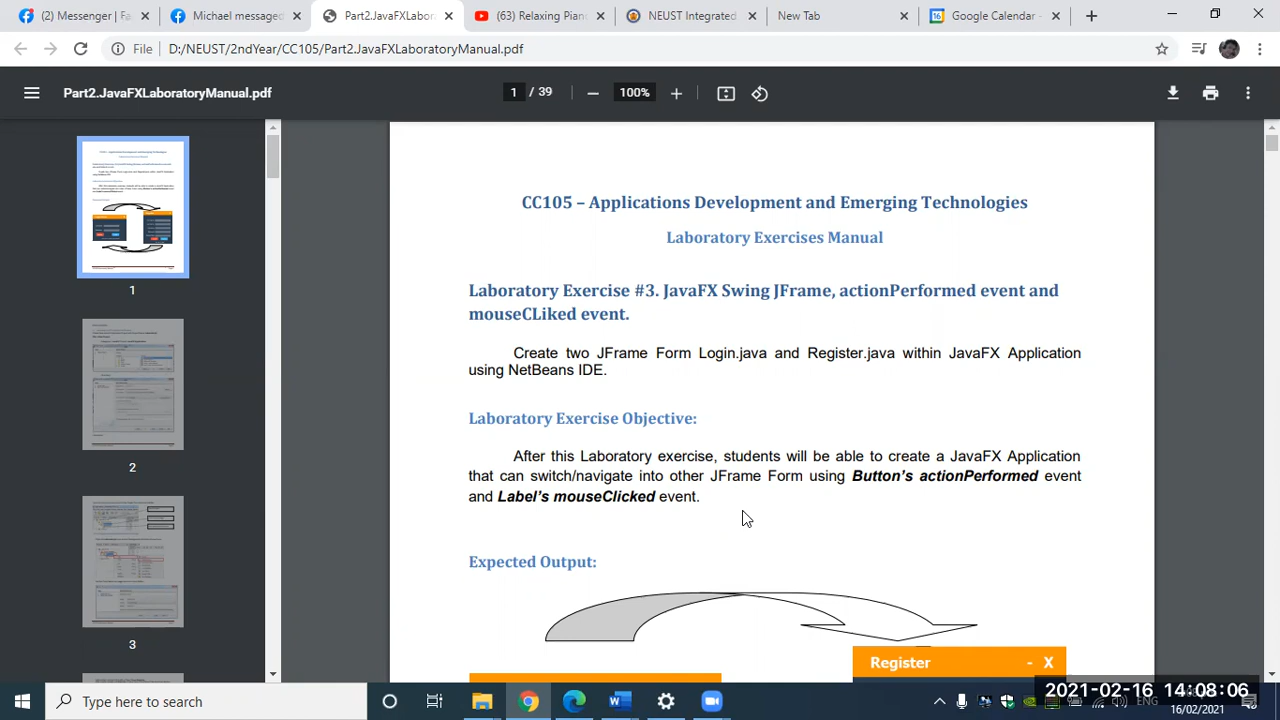 (2) Messenger | Fa
Michael messaged
Part2.JavaFXLabor
(63) Relaxing Pian
NEUST Integrated
New Tab
Google Calendar -
File
D:/NEUST/2ndYear/CC105/Part2.JavaFXLaboratoryManual.pdf
Part2.JavaFXLaboratoryManual.pdf
1 / 39
100%
CC105 – Applications Development and Emerging Technologies
Laboratory Exercises Manual
Laboratory Exercise #3. JavaFX Swing JFrame, actionPerformed event and
mouseCLiked event.
Create two JFrame Form Login.java and Register.java within JavaFX Application
using NetBeans IDE.
Laboratory Exercise Objective:
After this Laboratory exercise, students will be able to create a JavaFX Application
that can switch/navigate into other JFrame Form using Button's actionPerformed event
and Label's mouseClicked event.
Expected Output:
Register - X
1
2
3
Type here to search
ENG
2021-02-16 14:08:06
16/02/2021